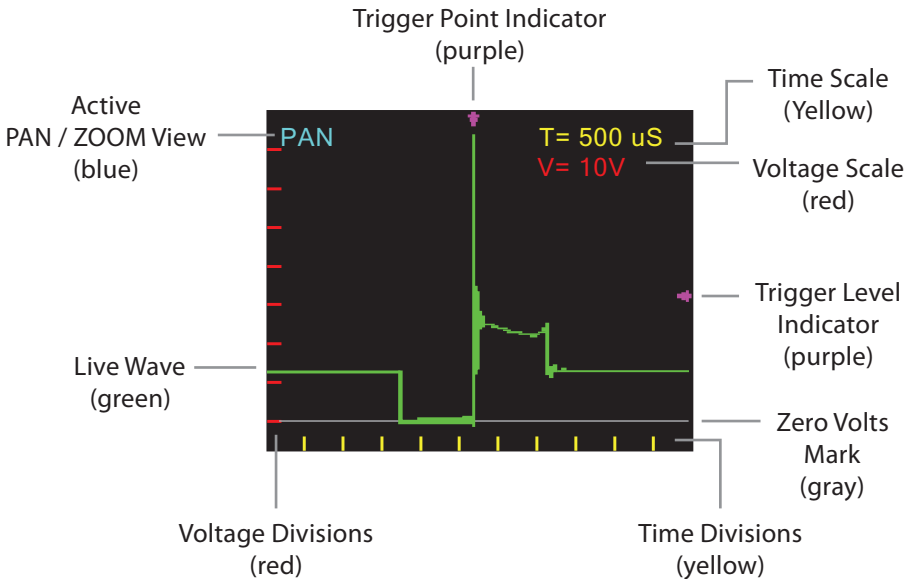 Trigger Point Indicator
(purple)
Time Scale
(Yellow)
Active
PAN / ZOOM View
(blue)
PAN
T= 500 uS
V= 10V
Voltage Scale
(red)
Trigger Level
Indicator
(purple)
Live Wave
(green)
Zero Volts
Mark
(gray)
Voltage Divisions
(red)
Time Divisions
(yellow)